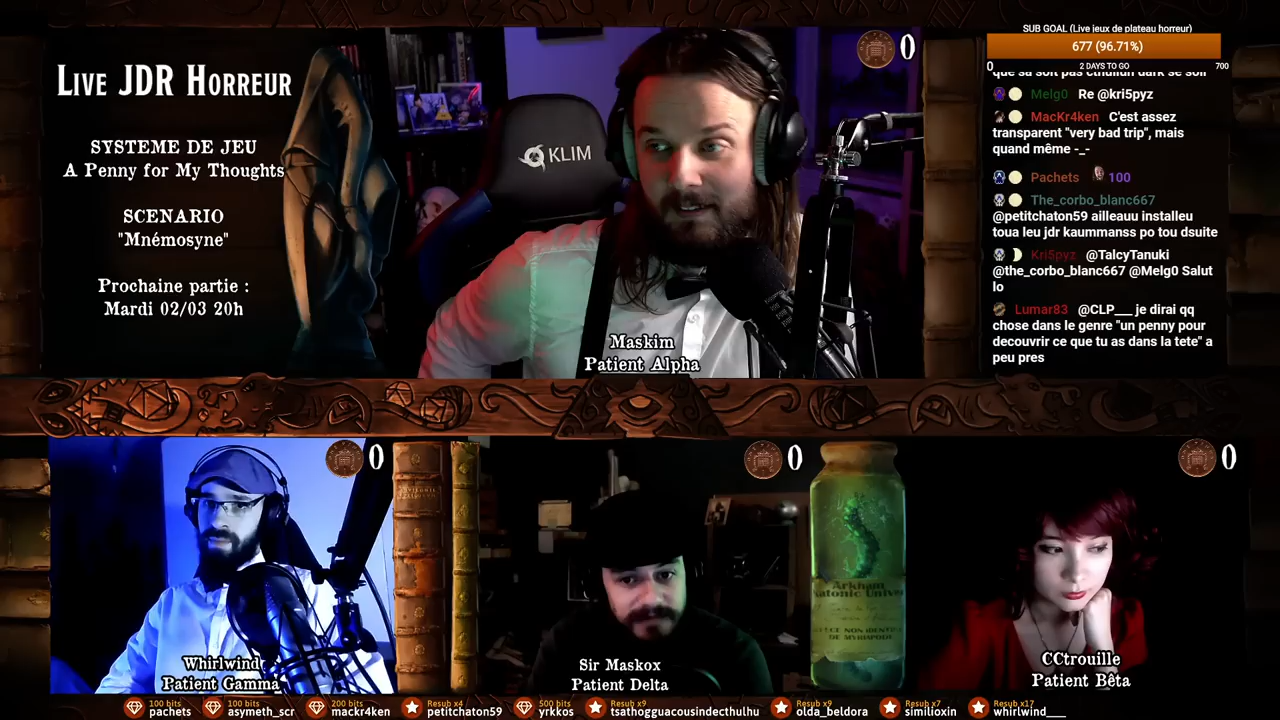 SUB GOAL (Live jeux de plateau horreur)
677 (96.71%)
0 2 DAYS TO GO 700
Live JDR Horreur
SYSTEME DE JEU
A Penny for My Thoughts
SCENARIO
"Mnémosyne"
Prochaine partie :
Mardi 02/03 20h
0
KLIM
Maskim
Patient Alpha
Melg0 Re @kri5pyz
MacKr4ken C'est assez
transparent "very bad trip", mais
quand même -_-
Pachets 100
The_corbo_blanc667
@petitchaton59 ailleauu installeu
toua leu jdr kaummanss po tou dsuite
Kri5pyz @TalcyTanuki
@the_corbo_blanc667 @Melg0 Salut
lo
Lumar83 @CLP___ je dirai qq
chose dans le genre "un penny pour
decouvrir ce que tu as dans la tete" a
peu pres
0
Whirlwind
Patient Gamma
0
Sir Maskox
Patient Delta
Arkham
0
CCtrouille
Patient Bêta
100 bits
pachets
100 bits
asymeth_scr
200 bits
mackr4ken
Resub x4
petitchaton59
500 bits
yrkkos
Resub x9
tsathogguacousindecthulhu
Resub x9
olda_beldora
Resub x7
similioxin
Resub x17
whirlwind___